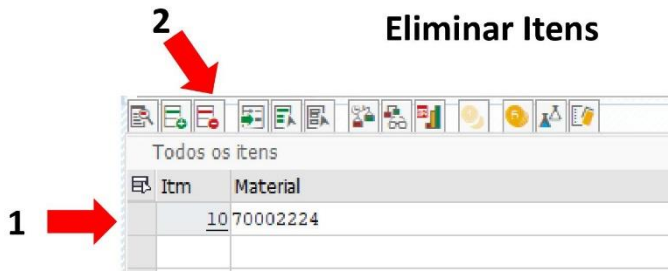 2
Eliminar Itens
Todos os itens
Itm Material
1
10 70002224